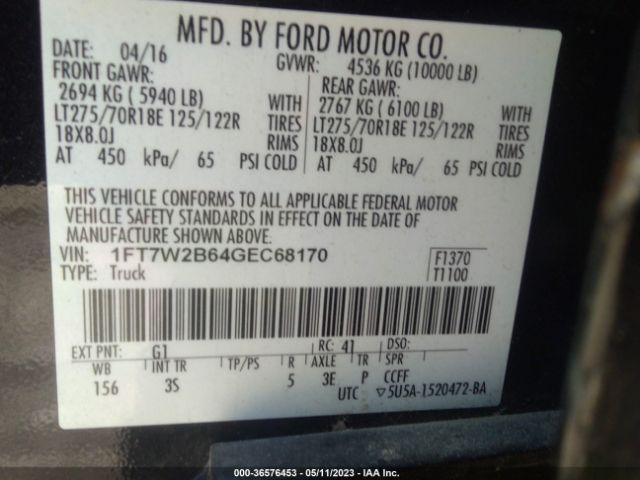 MFD. BY FORD MOTOR CO.
DATE: 04/16 GVWR: 4536 KG (10000 LB)
FRONT GAWR: REAR GAWR:
2694 KG ( 5940 LB) WITH 2767 KG ( 6100 LB) WITH
LT275/70R18E 125/122R TIRES LT275/70R18E 125/122R TIRES
18X8.0J RIMS 18X8.0J RIMS
AT 450 kPa/ 65 PSI COLD AT 450 kPa/ 65 PSI COLD
THIS VEHICLE CONFORMS TO ALL APPLICABLE FEDERAL MOTOR
VEHICLE SAFETY STANDARDS IN EFFECT ON THE DATE OF
MANUFACTURE SHOWN ABOVE.
VIN: 1FT7W2B64GEC68170 F1370
TYPE: Truck T1100
EXT PNT: G1 RC: 41 DSO:
WB INT TR TP/PS R AXLE TR SPR
156 3S 5 3E P CCFF
UTC ▽5U5A-1520472-BA
000-36576453 - 05/11/2023 - IAA Inc.